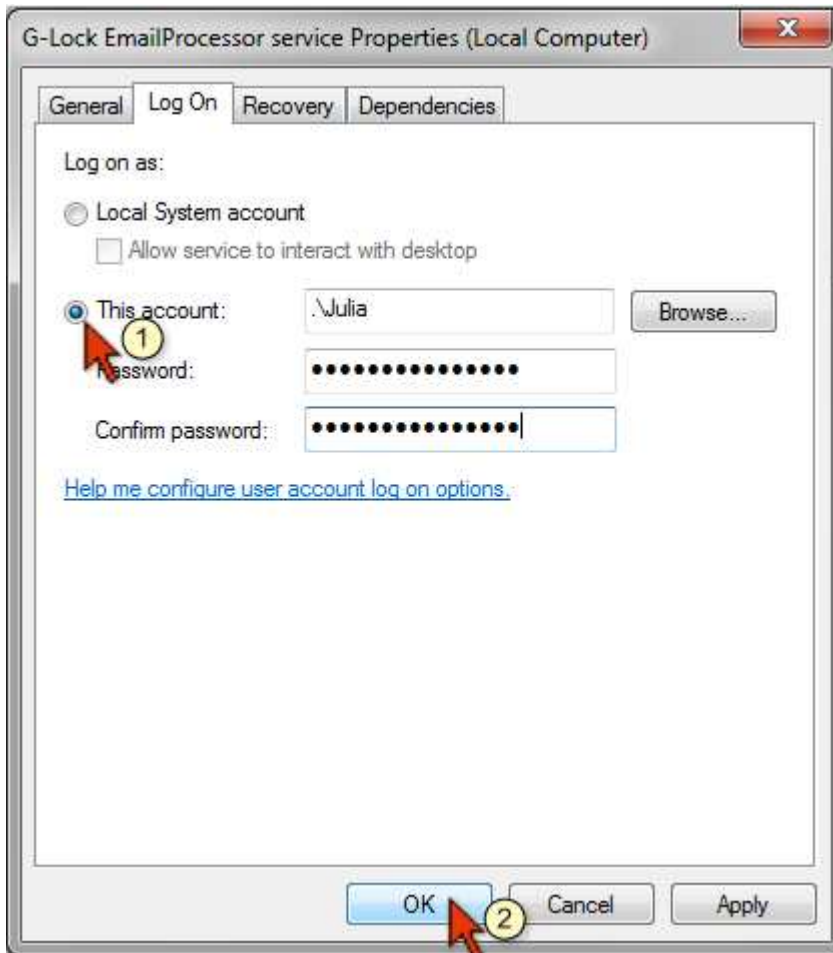 G-Lock EmailProcessor service Properties (Local Computer)
General Log On Recovery Dependencies
Log on as:
Local System account
Allow service to interact with desktop
This account: .\Julia Browse...
1
Password: •••••••••••••••
Confirm password: •••••••••••••••
Help me configure user account log on options.
OK Cancel Apply
2